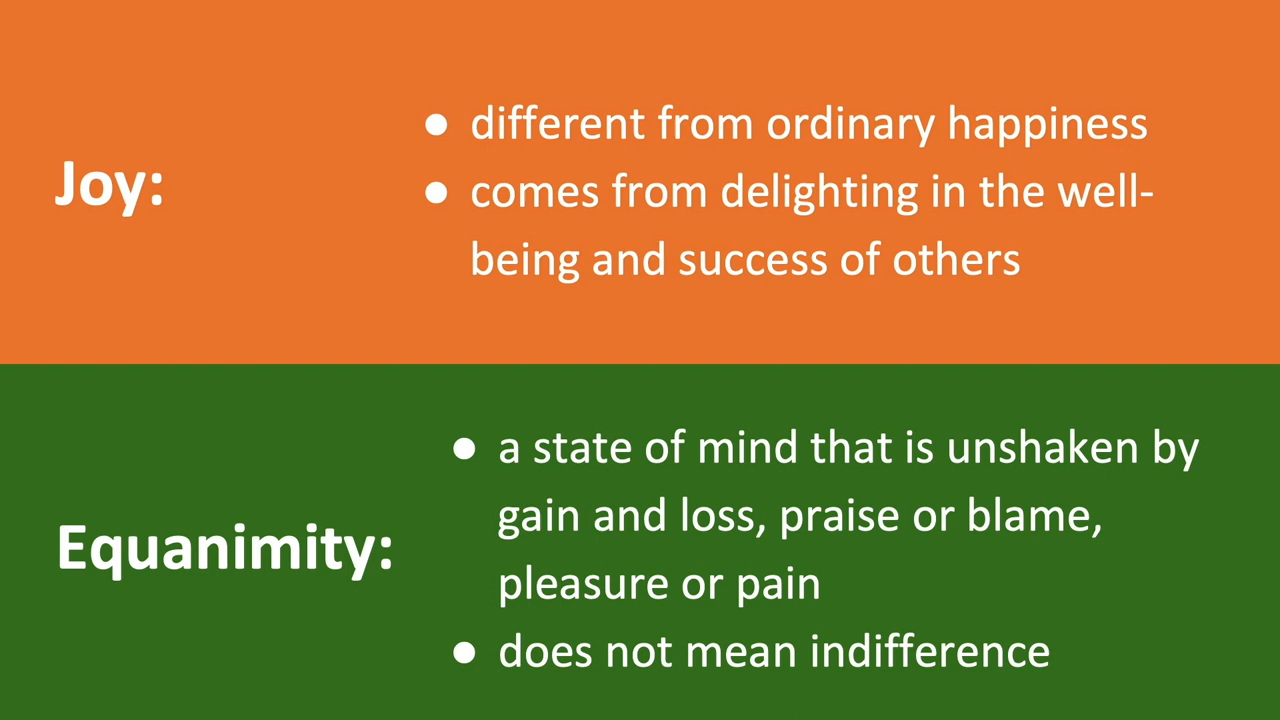 Joy:
● different from ordinary happiness
● comes from delighting in the well-
being and success of others
Equanimity:
● a state of mind that is unshaken by
gain and loss, praise or blame,
pleasure or pain
● does not mean indifference